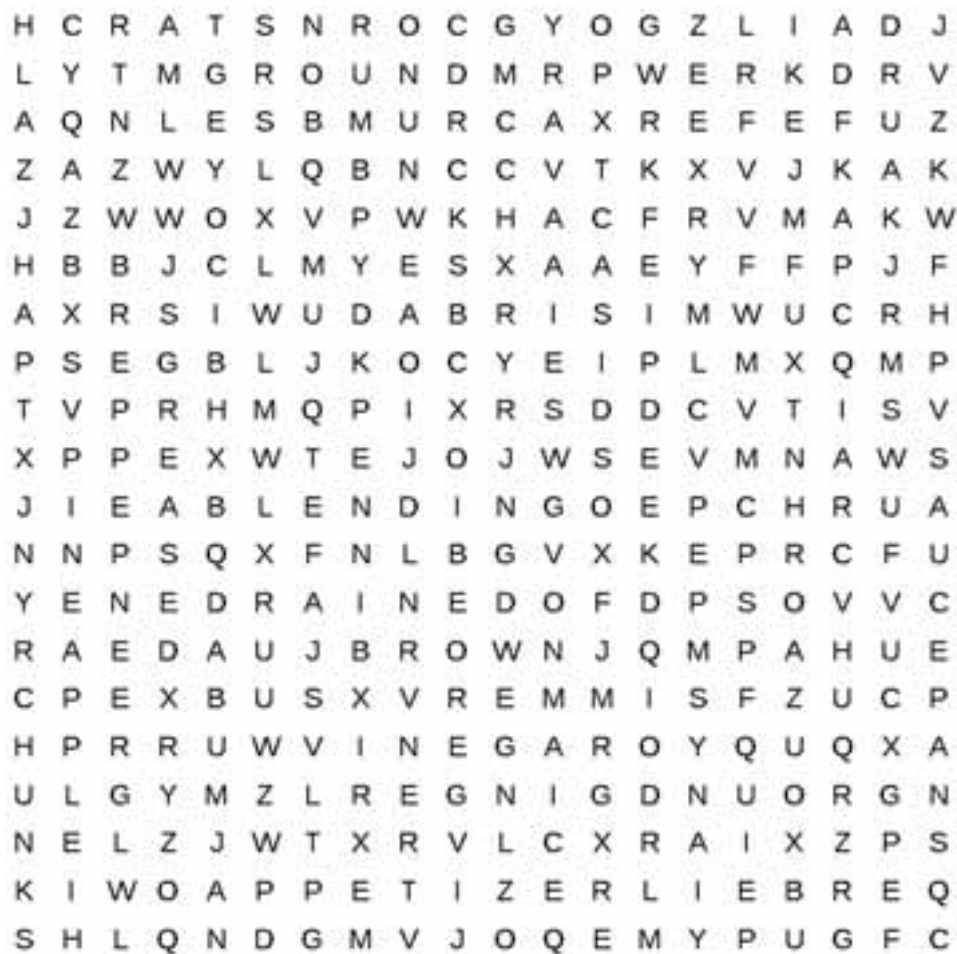 H C R A T S N R O C G Y O G Z L I A D J
L Y T M G R O U N D M R P W E R K D R V
A Q N L E S B M U R C A X R E F E F U Z
Z A Z W Y L Q B N C C V T K X V J K A K
J Z W W O X V P W K H A C F R V M A K W
H B B J C L M Y E S X A A E Y F F P J F
A X R S I W U D A B R I S I M W U C R H
P S E G B L J K O C Y E I P L M X Q M P
T V P R H M Q P I X R S D D C V T I S V
X P P E X W T E J O J W S E V M N A W S
J I E A B L E N D I N G O E P C H R U A
N N P S Q X F N L B G V X K E P R C F U
Y E N E D R A I N E D O F D P S O V V C
R A E D A U J B R O W N J Q M P A H U E
C P E X B U S X V R E M M I S F Z U C P
H P R R U W V I N E G A R O Y Q U Q X A
U L G Y M Z L R E G N I G D N U O R G N
N E L Z J W T X R V L C X R A I X Z P S
K I W O A P P E T I Z E R L I E B R E Q
S H L Q N D G M V J O Q E M Y P U G F C